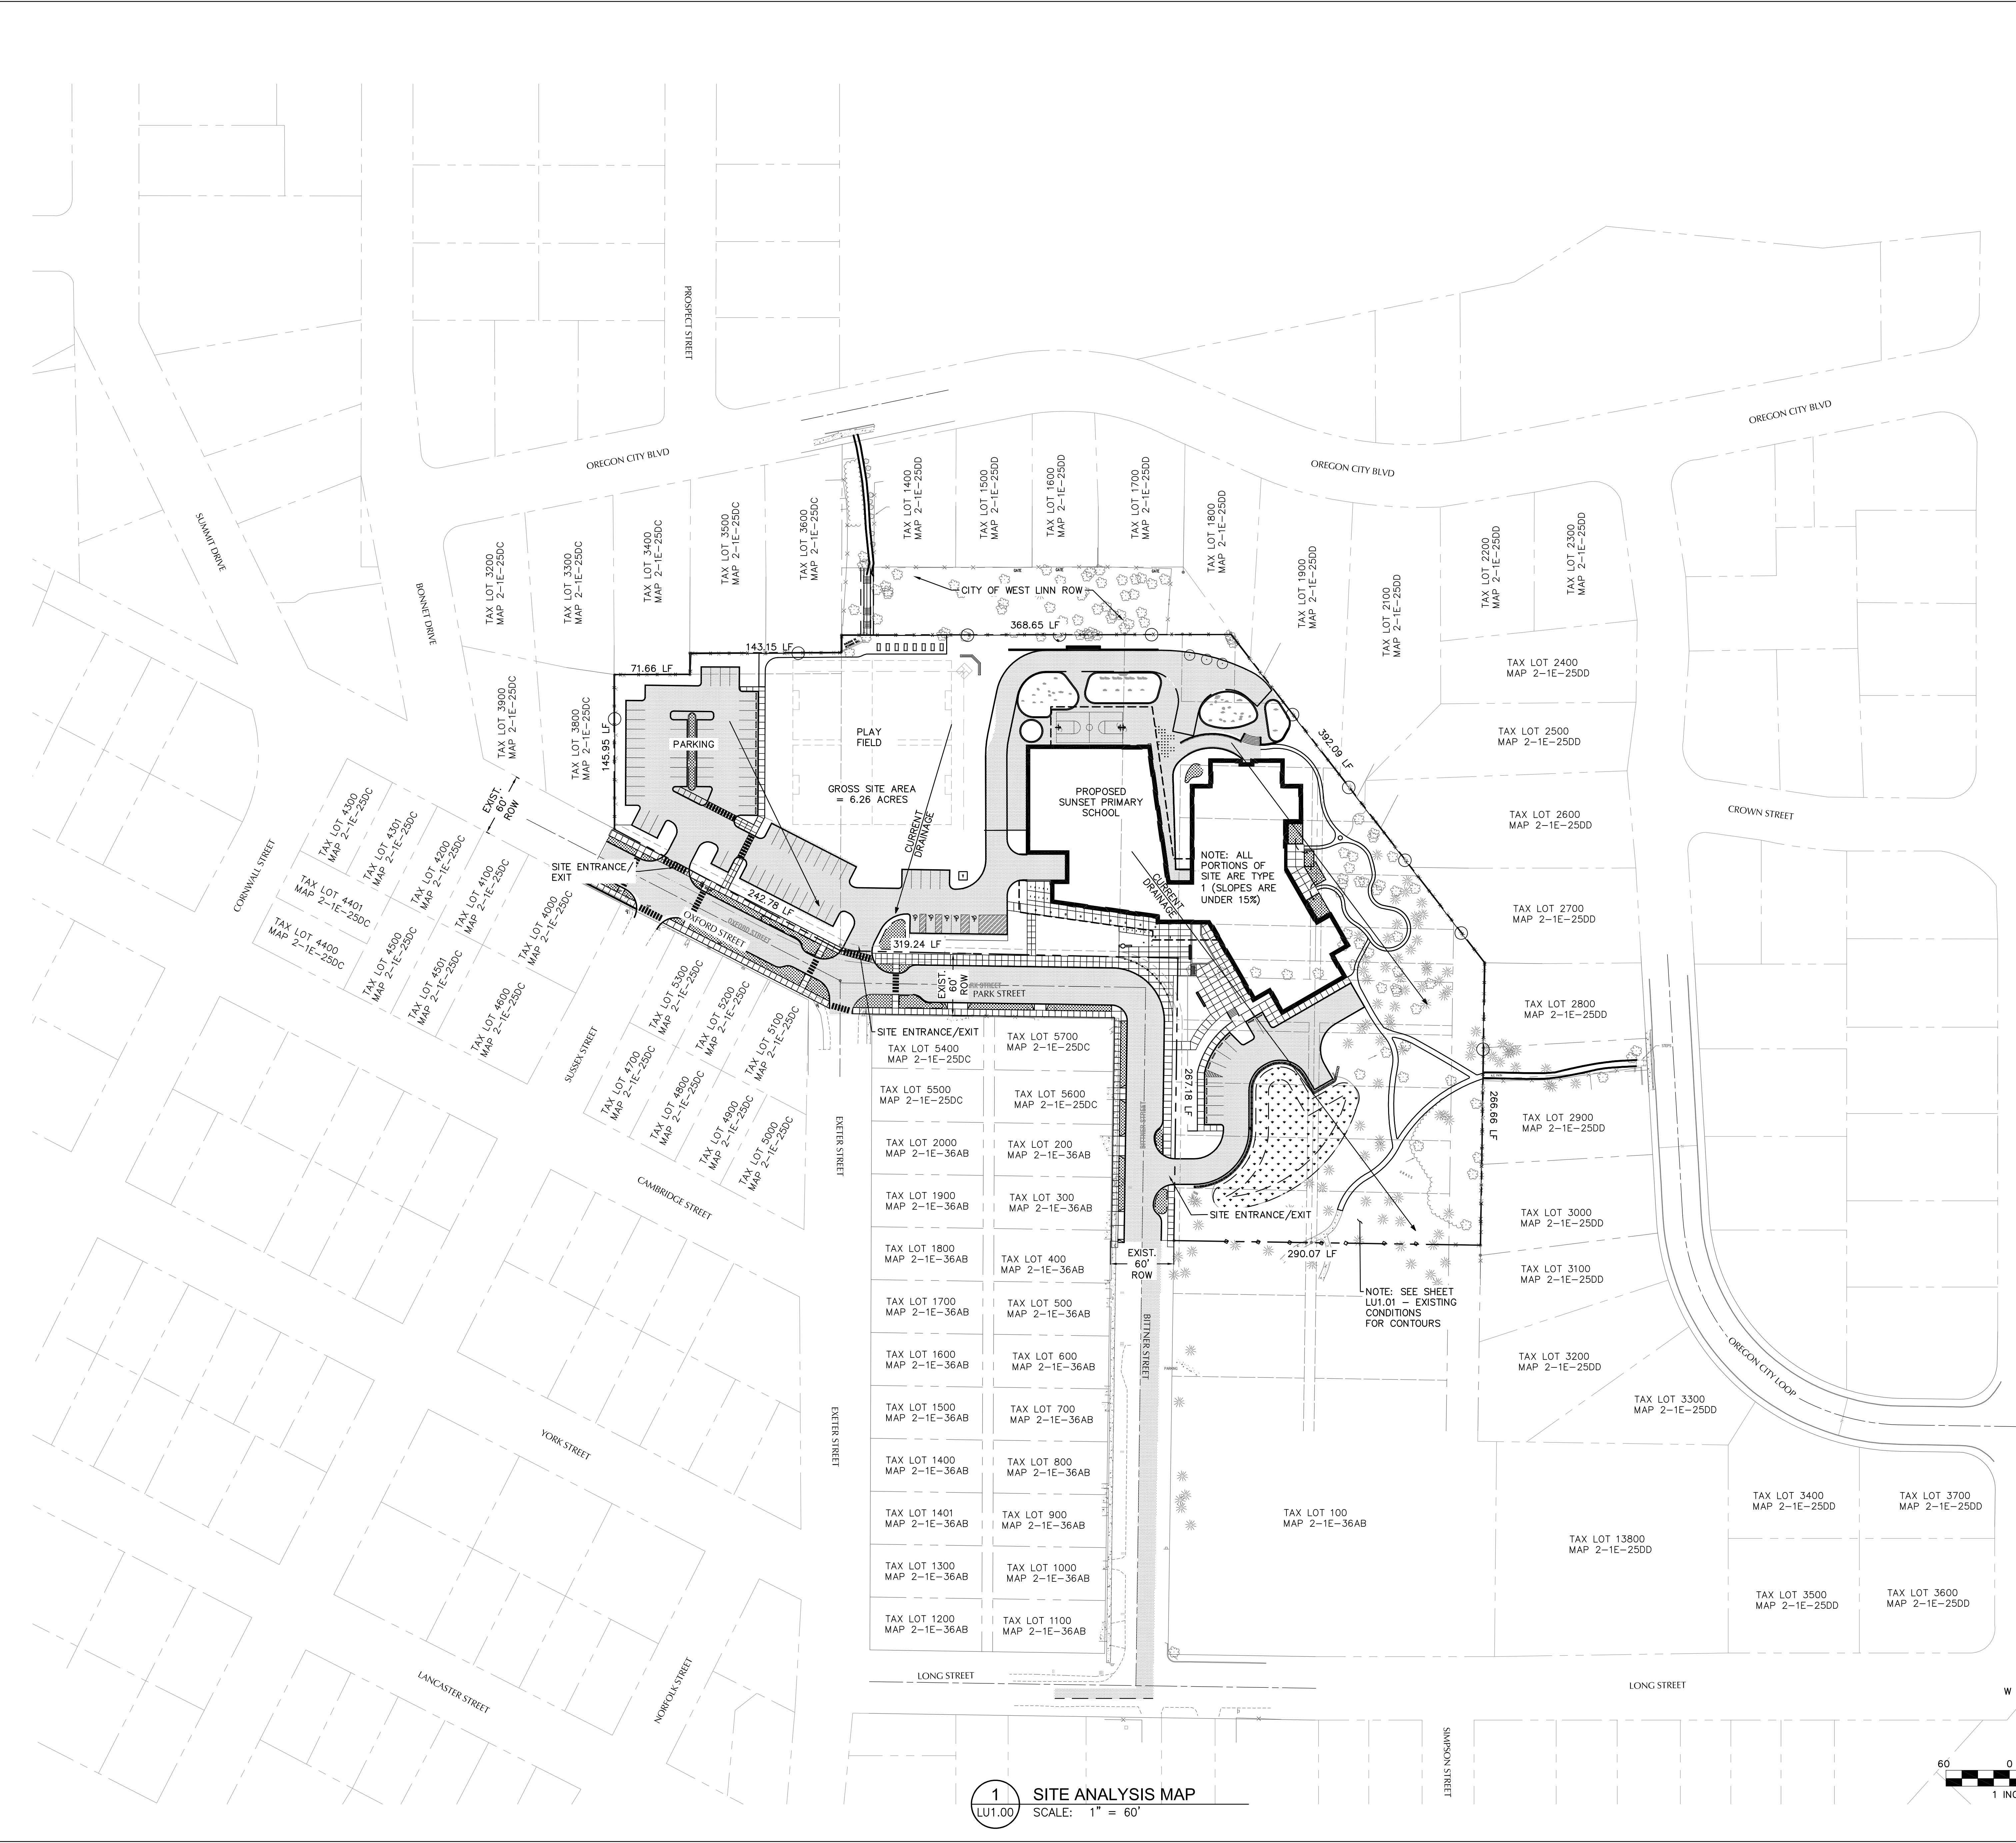 PROSPECT STREET
OREGON CITY BLVD
OREGON CITY BLVD
OREGON CITY BLVD
SUMMIT DRIVE
BONNET DRIVE
TAX LOT 3200
MAP 2-1E-25DC
TAX LOT 3300
MAP 2-1E-25DC
TAX LOT 3400
MAP 2-1E-25DC
TAX LOT 3500
MAP 2-1E-25DC
TAX LOT 3600
MAP 2-1E-25DC
TAX LOT 1400
MAP 2-1E-25DD
TAX LOT 1500
MAP 2-1E-25DD
TAX LOT 1600
MAP 2-1E-25DD
TAX LOT 1700
MAP 2-1E-25DD
TAX LOT 1800
MAP 2-1E-25DD
TAX LOT 1900
MAP 2-1E-25DD
TAX LOT 2100
MAP 2-1E-25DD
TAX LOT 2200
MAP 2-1E-25DD
TAX LOT 2300
MAP 2-1E-25DD
GATE
GATE
GATE
CITY OF WEST LINN ROW
368.65 LF
143.15 LF
71.66 LF
TAX LOT 2400
MAP 2-1E-25DD
TAX LOT 3900
MAP 2-1E-25DC
TAX LOT 3800
MAP 2-1E-25DC
145.95 LF
PARKING
PLAY
FIELD
392.09 LF
TAX LOT 2500
MAP 2-1E-25DD
GROSS SITE AREA
= 6.26 ACRES
PROPOSED
SUNSET PRIMARY
SCHOOL
EXIST.
60'
ROW
CURRENT
DRAINAGE
TAX LOT 2600
MAP 2-1E-25DD
CROWN STREET
CORNWALL STREET
TAX LOT 4300
MAP 2-1E-25DC
TAX LOT 4301
MAP 2-1E-25DC
TAX LOT 4200
MAP 2-1E-25DC
TAX LOT 4100
MAP 2-1E-25DC
TAX LOT 4000
MAP 2-1E-25DC
TAX LOT 4401
MAP 2-1E-25DC
TAX LOT 4400
MAP 2-1E-25DC
TAX LOT 4500
MAP 2-1E-25DC
TAX LOT 4501
MAP 2-1E-25DC
TAX LOT 4600
MAP 2-1E-25DC
SITE ENTRANCE/
EXIT
NOTE: ALL
PORTIONS OF
SITE ARE TYPE
1 (SLOPES ARE
UNDER 15%)
CURRENT
DRAINAGE
242.78 LF
OXFORD STREET
OXFORD STREET
319.24 LF
TAX LOT 2700
MAP 2-1E-25DD
EXIST.
60'
ROW
PARK STREET
SITE ENTRANCE/EXIT
TAX LOT 2800
MAP 2-1E-25DD
SUSSEX STREET
TAX LOT 5300
MAP 2-1E-25DC
TAX LOT 5200
MAP 2-1E-25DC
TAX LOT 5100
MAP 2-1E-25DC
TAX LOT 4700
MAP 2-1E-25DC
TAX LOT 4800
MAP 2-1E-25DC
TAX LOT 4900
MAP 2-1E-25DC
TAX LOT 5000
MAP 2-1E-25DC
TAX LOT 5400
MAP 2-1E-25DC
TAX LOT 5700
MAP 2-1E-25DC
TAX LOT 5500
MAP 2-1E-25DC
TAX LOT 5600
MAP 2-1E-25DC
267.18 LF
266.66 LF
TAX LOT 2900
MAP 2-1E-25DD
EXETER STREET
TAX LOT 2000
MAP 2-1E-36AB
TAX LOT 200
MAP 2-1E-36AB
CAMBRIDGE STREET
TAX LOT 1900
MAP 2-1E-36AB
TAX LOT 300
MAP 2-1E-36AB
SITE ENTRANCE/EXIT
TAX LOT 3000
MAP 2-1E-25DD
TAX LOT 1800
MAP 2-1E-36AB
TAX LOT 400
MAP 2-1E-36AB
EXIST.
60'
ROW
290.07 LF
TAX LOT 3100
MAP 2-1E-25DD
NOTE: SEE SHEET
LU1.01 – EXISTING
CONDITIONS
FOR CONTOURS
TAX LOT 1700
MAP 2-1E-36AB
TAX LOT 500
MAP 2-1E-36AB
BITTNER STREET
TAX LOT 1600
MAP 2-1E-36AB
TAX LOT 600
MAP 2-1E-36AB
TAX LOT 3200
MAP 2-1E-25DD
OREGON CITY LOOP
TAX LOT 3300
MAP 2-1E-25DD
EXETER STREET
TAX LOT 1500
MAP 2-1E-36AB
TAX LOT 700
MAP 2-1E-36AB
YORK STREET
TAX LOT 1400
MAP 2-1E-36AB
TAX LOT 800
MAP 2-1E-36AB
TAX LOT 1401
MAP 2-1E-36AB
TAX LOT 900
MAP 2-1E-36AB
TAX LOT 100
MAP 2-1E-36AB
TAX LOT 13800
MAP 2-1E-25DD
TAX LOT 3400
MAP 2-1E-25DD
TAX LOT 3700
MAP 2-1E-25DD
TAX LOT 1300
MAP 2-1E-36AB
TAX LOT 1000
MAP 2-1E-36AB
TAX LOT 3500
MAP 2-1E-25DD
TAX LOT 3600
MAP 2-1E-25DD
TAX LOT 1200
MAP 2-1E-36AB
TAX LOT 1100
MAP 2-1E-36AB
LANCASTER STREET
NORFOLK STREET
LONG STREET
LONG STREET
W
SIMPSON STREET
60 0
1 INC
1
LU1.00
SITE ANALYSIS MAP
SCALE: 1" = 60'